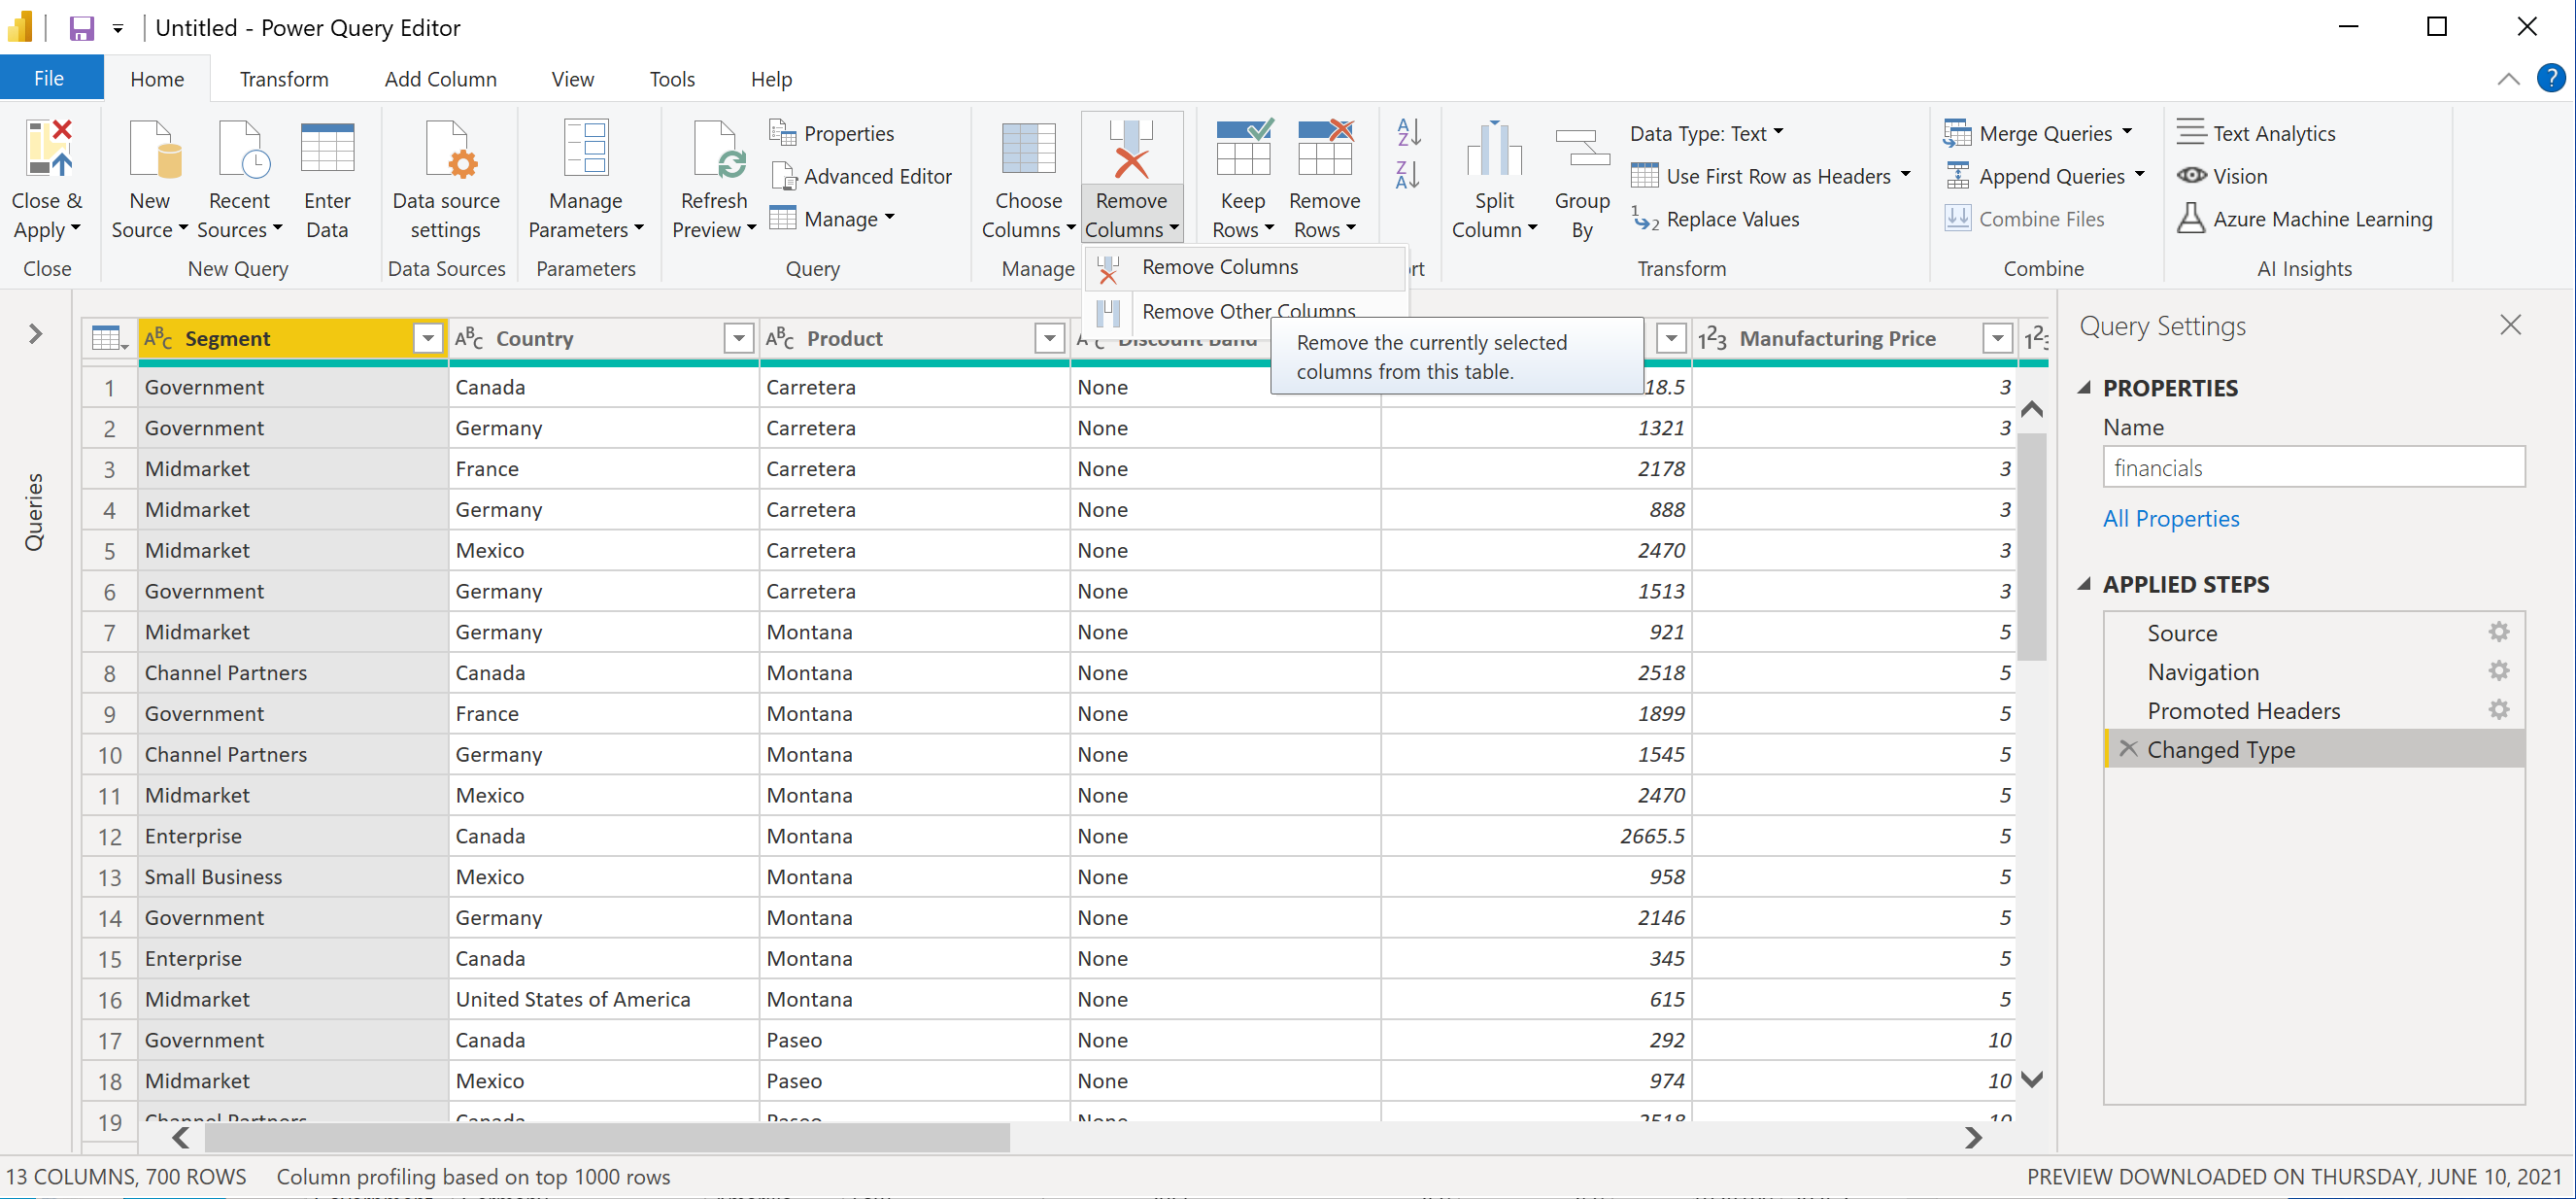 Untitled - Power Query Editor
File Home Transform Add Column View Tools Help
Close & Apply
Close
New Source
Recent Sources
Enter Data
New Query
Data source settings
Data Sources
Manage Parameters
Parameters
Refresh Preview
Properties
Advanced Editor
Manage
Query
Choose Columns
Remove Columns
Manage
Remove Columns
Remove Other Columns
Remove the currently selected
columns from this table.
Keep Rows
Remove Rows
rt
Split Column
Group By
Data Type: Text
Use First Row as Headers
Replace Values
Transform
Merge Queries
Append Queries
Combine Files
Combine
Text Analytics
Vision
Azure Machine Learning
AI Insights
Queries
Segment Country Product Discount Band Manufacturing Price
1 Government Canada Carretera None 18.5 3
2 Government Germany Carretera None 1321 3
3 Midmarket France Carretera None 2178 3
4 Midmarket Germany Carretera None 888 3
5 Midmarket Mexico Carretera None 2470 3
6 Government Germany Carretera None 1513 3
7 Midmarket Germany Montana None 921 5
8 Channel Partners Canada Montana None 2518 5
9 Government France Montana None 1899 5
10 Channel Partners Germany Montana None 1545 5
11 Midmarket Mexico Montana None 2470 5
12 Enterprise Canada Montana None 2665.5 5
13 Small Business Mexico Montana None 958 5
14 Government Germany Montana None 2146 5
15 Enterprise Canada Montana None 345 5
16 Midmarket United States of America Montana None 615 5
17 Government Canada Paseo None 292 10
18 Midmarket Mexico Paseo None 974 10
19 Channel Partners Canada Paseo None 2518 10
Query Settings
PROPERTIES
Name
financials
All Properties
APPLIED STEPS
Source
Navigation
Promoted Headers
Changed Type
13 COLUMNS, 700 ROWS Column profiling based on top 1000 rows
PREVIEW DOWNLOADED ON THURSDAY, JUNE 10, 2021